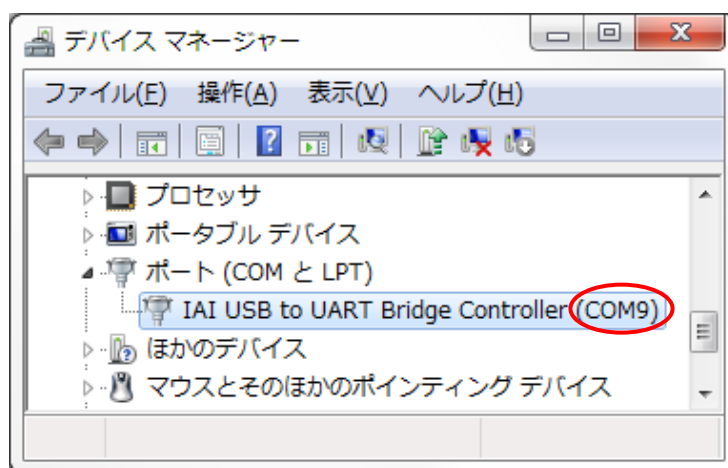 デバイス マネージャー
ファイル(F) 操作(A) 表示(V) ヘルプ(H)
プロセッサ
ポータブル デバイス
ポート (COM と LPT)
IAI USB to UART Bridge Controller (COM9)
ほかのデバイス
マウスとそのほかのポインティング デバイス